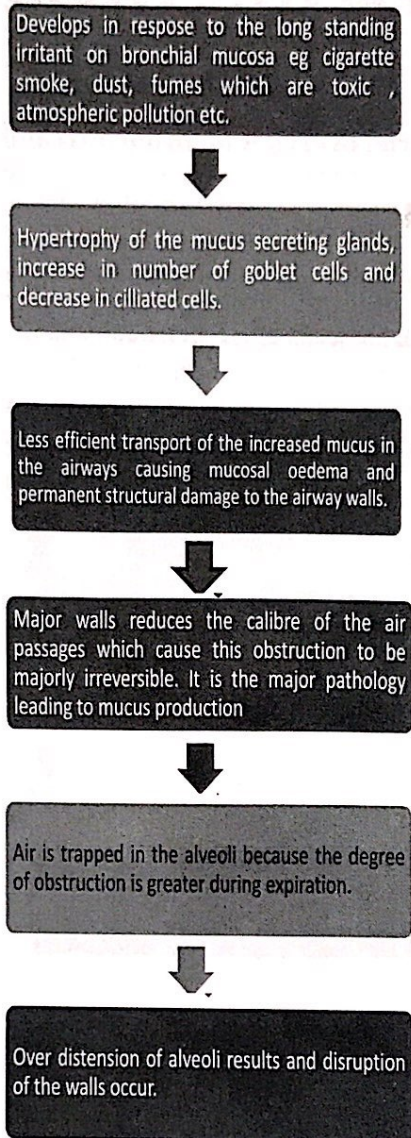 Develops in respose to the long standing
irritant on bronchial mucosa eg cigarette
smoke, dust, fumes which are toxic ,
atmospheric pollution etc.
Hypertrophy of the mucus secreting glands,
increase in number of goblet cells and
decrease in cilliated cells.
Less efficient transport of the increased mucus in
the airways causing mucosal oedema and
permanent structural damage to the airway walls.
Major walls reduces the calibre of the air
passages which cause this obstruction to be
majorly irreversible. It is the major pathology
leading to mucus production
Air is trapped in the alveoli because the degree
of obstruction is greater during expiration.
Over distension of alveoli results and disruption
of the walls occur.